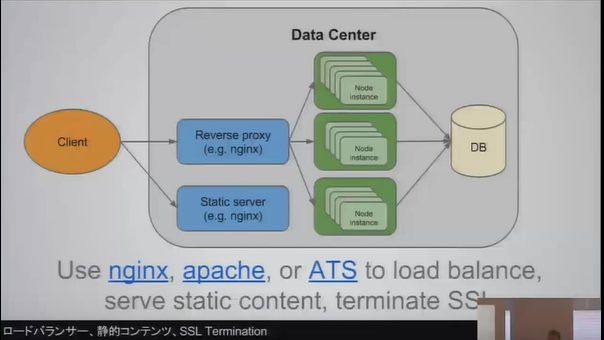 Data Center
Client
Reverse proxy
(e.g. nginx)
Static server
(e.g. nginx)
Node
instance
Node
instance
Node
instance
DB
Use nginx, apache, or ATS to load balance,
serve static content, terminate SSL
ロードバランサー、静的コンテンツ、SSL Termination